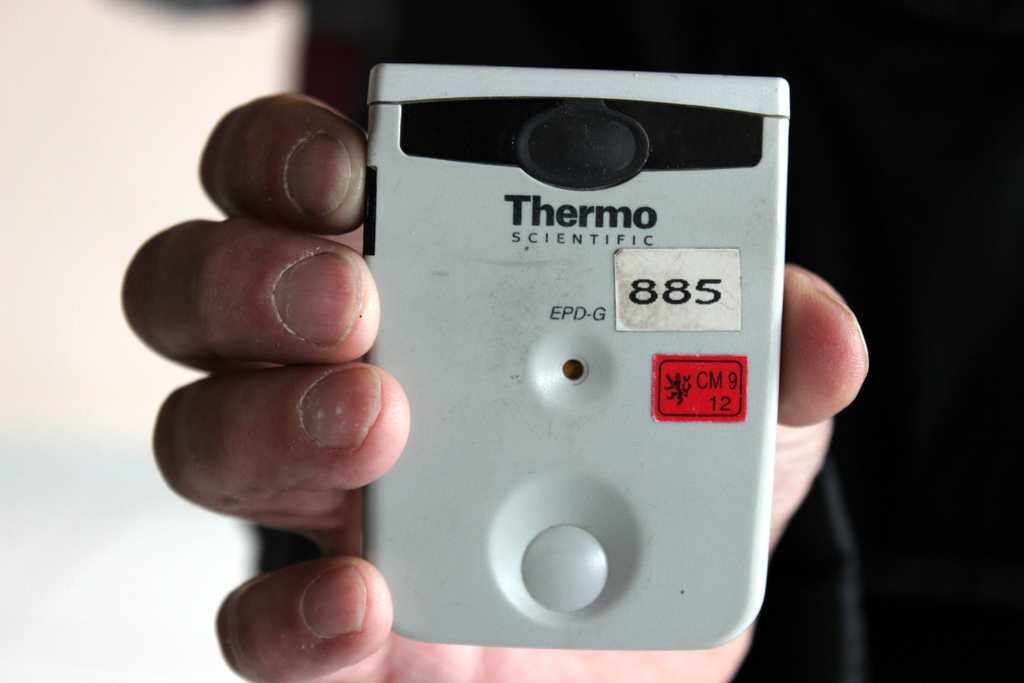 Thermo
SCIENTIFIC
885
EPD-G
CM 9
12